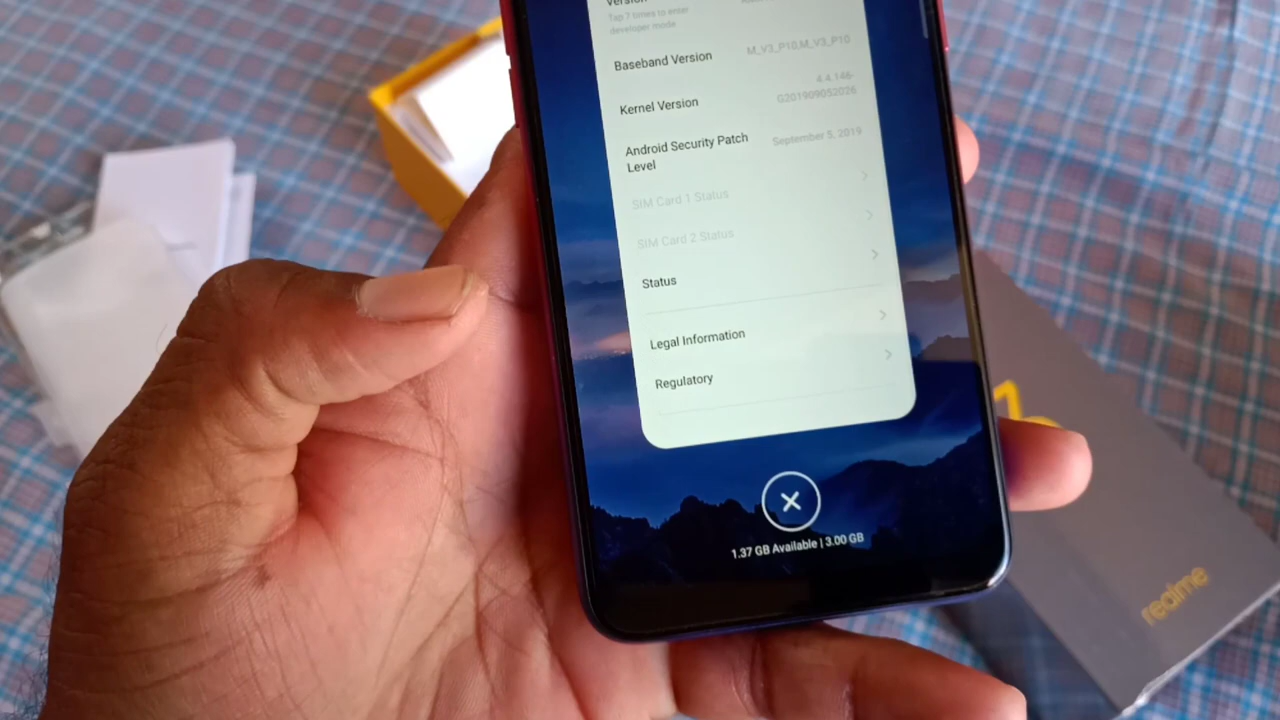 Version
Tap 7 times to enter
developer mode
Baseband Version
M_V3_P10,M_V3_P10
Kernel Version
4.4.146-
G201909052026
Android Security Patch
Level
September 5, 2019
SIM Card 1 Status
SIM Card 2 Status
Status
Legal Information
Regulatory
1.37 GB Available | 3.00 GB
realme